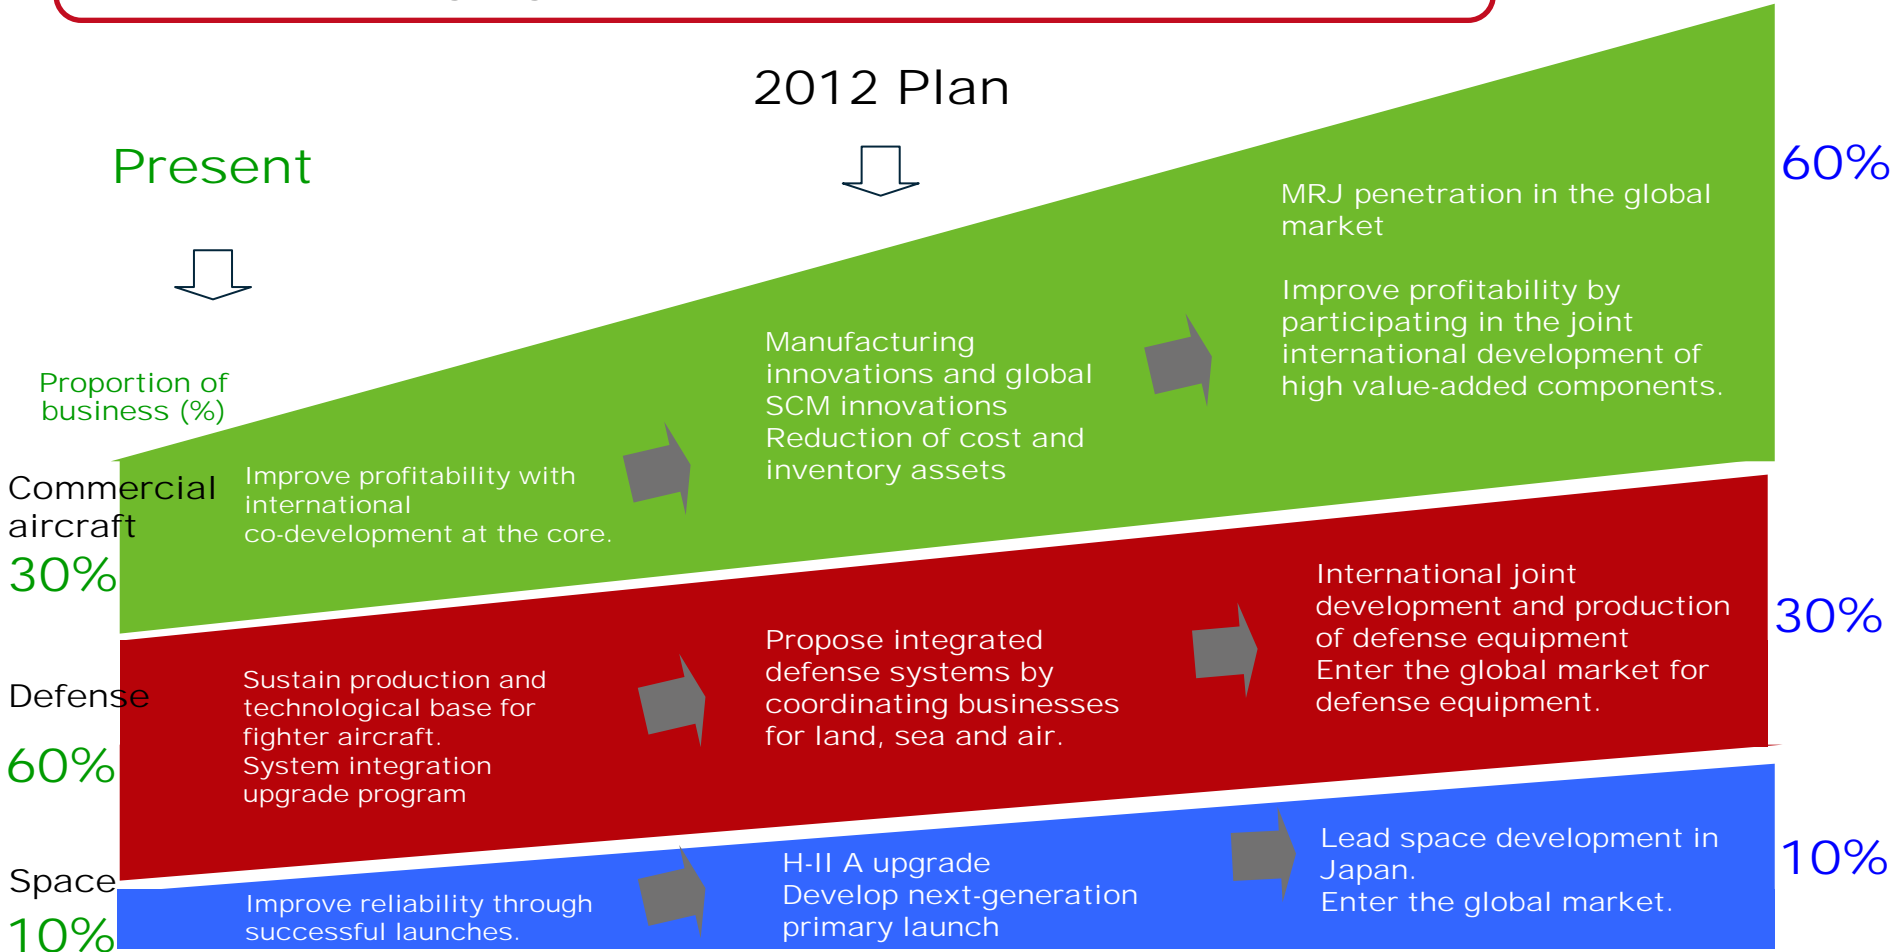 2012 Plan
Present
60%
MRJ penetration in the global
market
Improve profitability by
participating in the joint
international development of
high value-added components.
Manufacturing
innovations and global
SCM innovations
Reduction of cost and
inventory assets
Proportion of
business (%)
Commercial
aircraft
30%
Improve profitability with
international
co-development at the core.
International joint
development and production
of defense equipment
Enter the global market for
defense equipment.
30%
Propose integrated
defense systems by
coordinating businesses
for land, sea and air.
Defense
60%
Sustain production and
technological base for
fighter aircraft.
System integration
upgrade program
Lead space development in
Japan.
Enter the global market.
10%
H-II A upgrade
Develop next-generation
primary launch
Space
10%
Improve reliability through
successful launches.